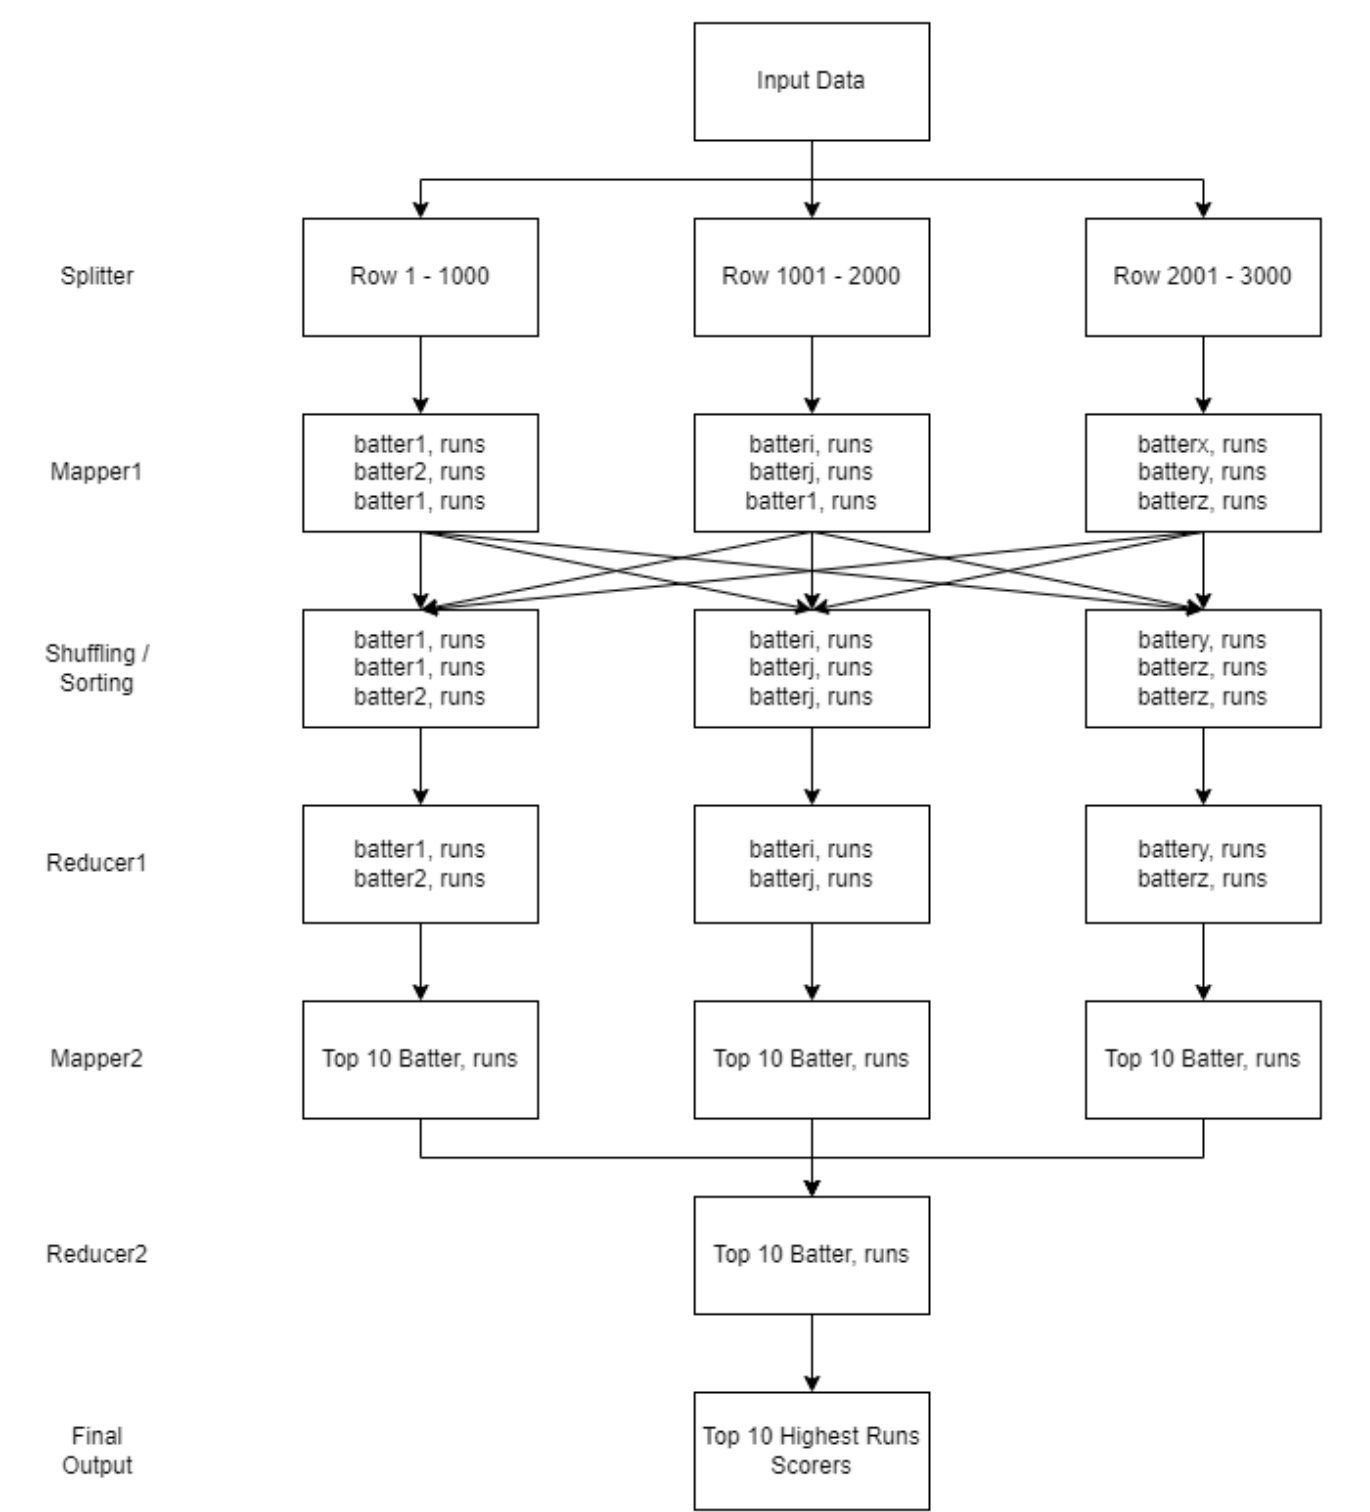 Input Data
Splitter
Row 1 - 1000
Row 1001 - 2000
Row 2001 - 3000
Mapper1
batter1, runs
batter2, runs
batter1, runs
batteri, runs
batterj, runs
batter1, runs
batterx, runs
battery, runs
batterz, runs
Shuffling /
Sorting
batter1, runs
batter1, runs
batter2, runs
batteri, runs
batterj, runs
batterj, runs
battery, runs
batterz, runs
batterz, runs
Reducer1
batter1, runs
batter2, runs
batteri, runs
batterj, runs
battery, runs
batterz, runs
Mapper2
Top 10 Batter, runs
Top 10 Batter, runs
Top 10 Batter, runs
Reducer2
Top 10 Batter, runs
Final
Output
Top 10 Highest Runs
Scorers